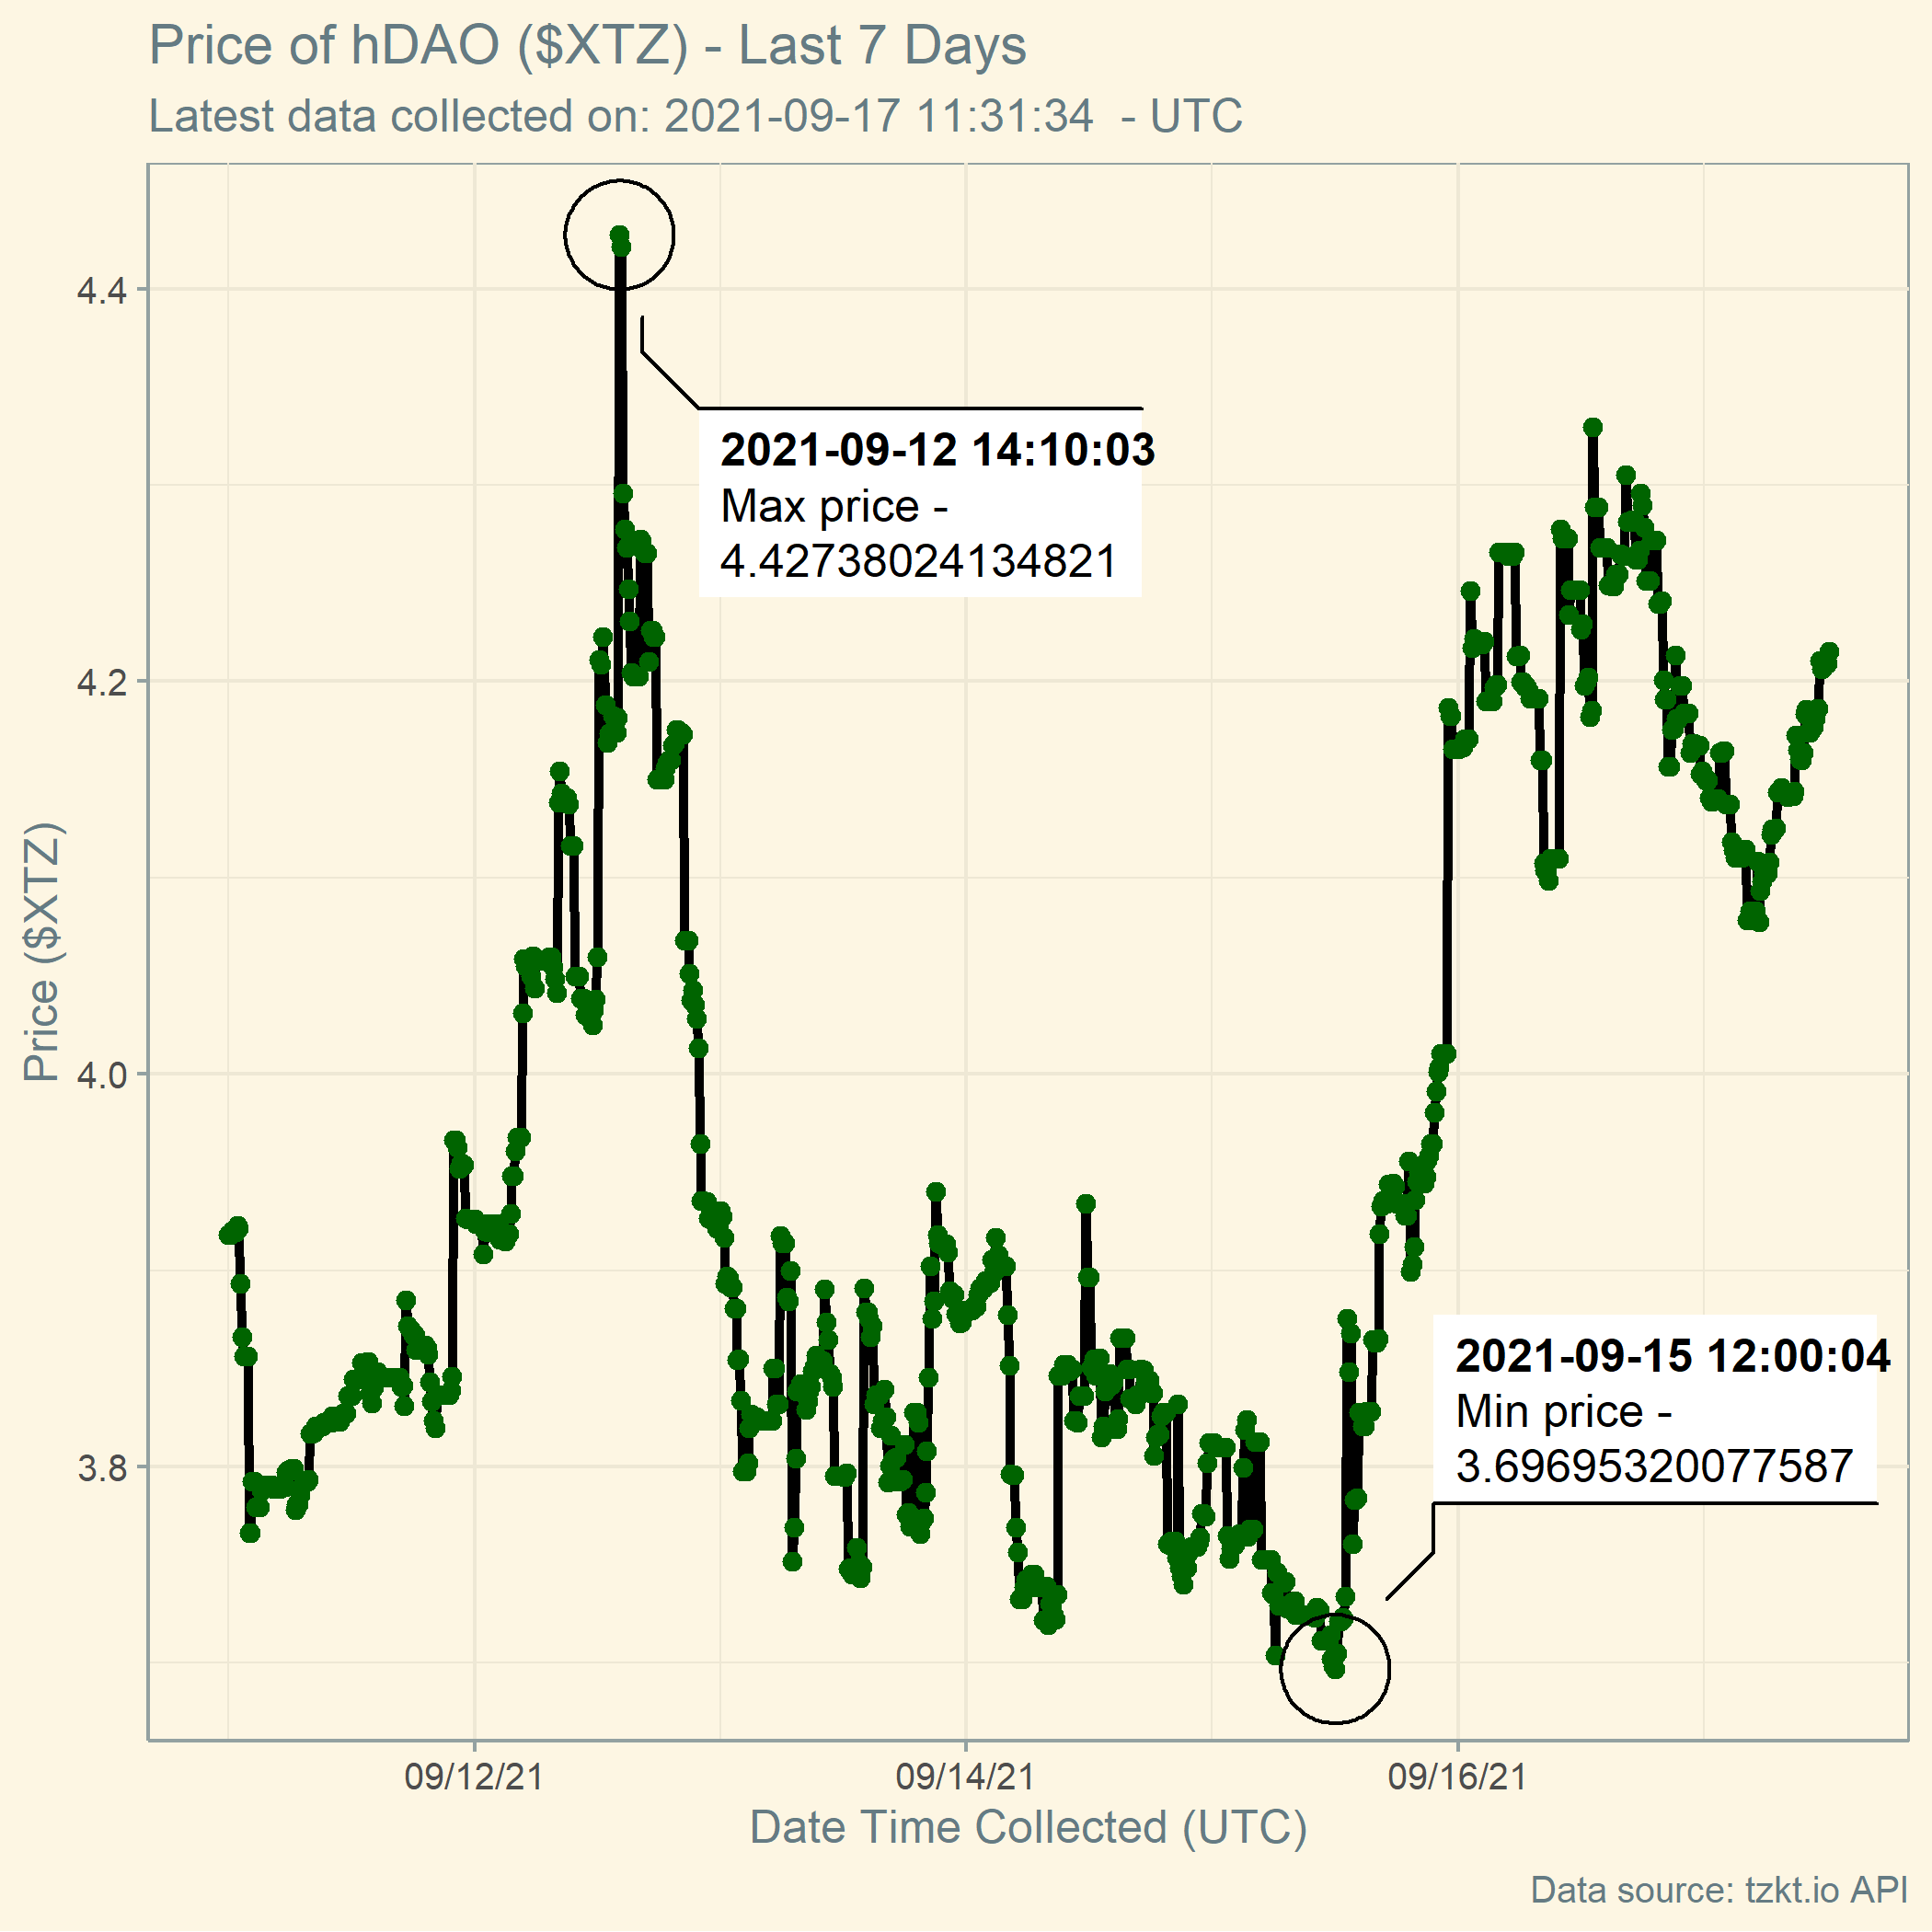 Price of hDAO ($XTZ) - Last 7 Days
Latest data collected on: 2021-09-17 11:31:34  - UTC
4.4
4.2
4.0
3.8
Price ($XTZ)
2021-09-12 14:10:03
Max price -
4.42738024134821
2021-09-15 12:00:04
Min price -
3.69695320077587
09/12/21
09/14/21
09/16/21
Date Time Collected (UTC)
Data source: tzkt.io API